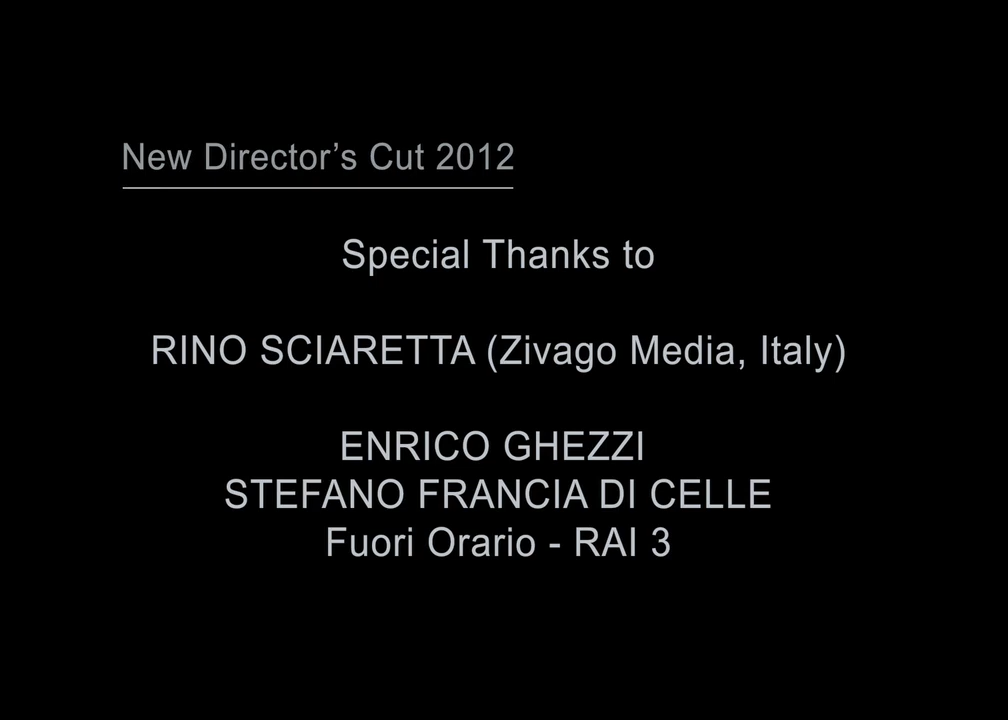 New Director’s Cut 2012
Special Thanks to
RINO SCIARETTA (Zivago Media, Italy)
ENRICO GHEZZI
STEFANO FRANCIA DI CELLE
Fuori Orario - RAI 3